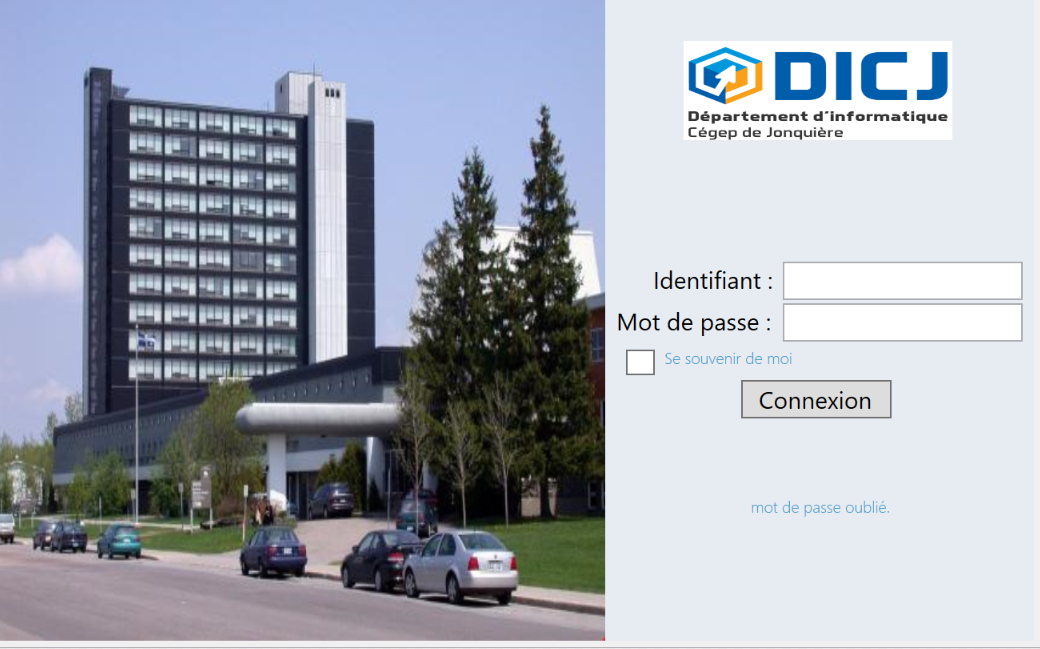 DICJ
Département d'informatique
Cégep de Jonquière
Identifiant :
Mot de passe :
Se souvenir de moi
Connexion
mot de passe oublié.